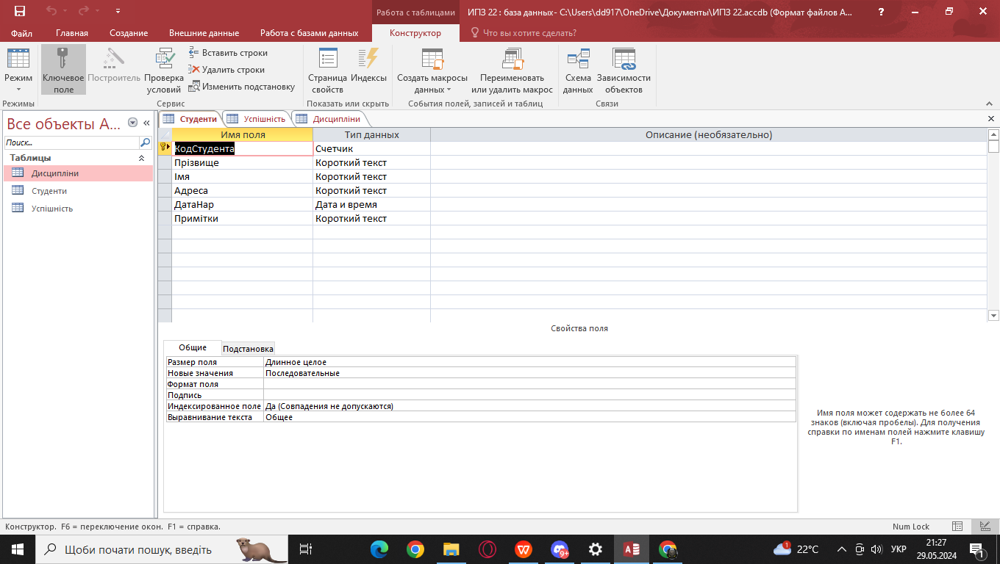 Работа с таблицами
ИПЗ 22 : база данных- C:\Users\dd917\OneDrive\Документы\ИПЗ 22.accdb (Формат файлов A...
?
Файл Главная Создание Внешние данные Работа с базами данных Конструктор Что вы хотите сделать?
Режим
Ключевое поле
Построитель
Проверка условий
Вставить строки
Удалить строки
Изменить подстановку
Страница свойств
Индексы
Создать макросы данных
Переименовать или удалить макрос
Схема данных
Зависимости объектов
Режимы Сервис Показать или скрыть События полей, записей и таблиц Связи
Все объекты A...
Поиск...
Таблицы
Дисципліни
Студенти
Успішність
Студенти Успішність Дисципліни
Имя поля Тип данных Описание (необязательно)
КодСтудента Счетчик
Прізвище Короткий текст
Імя Короткий текст
Адреса Короткий текст
ДатаНар Дата и время
Примітки Короткий текст
Свойства поля
Общие Подстановка
Размер поля Длинное целое
Новые значения Последовательные
Формат поля
Подпись
Индексированное поле Да (Совпадения не допускаются)
Выравнивание текста Общее
Имя поля может содержать не более 64
знаков (включая пробелы). Для получения
справки по именам полей нажмите клавишу
F1.
Конструктор. F6 = переключение окон. F1 = справка.
Num Lock
Щоби почати пошук, введіть
9+
1
22°C
УКР
21:27
29.05.2024
1